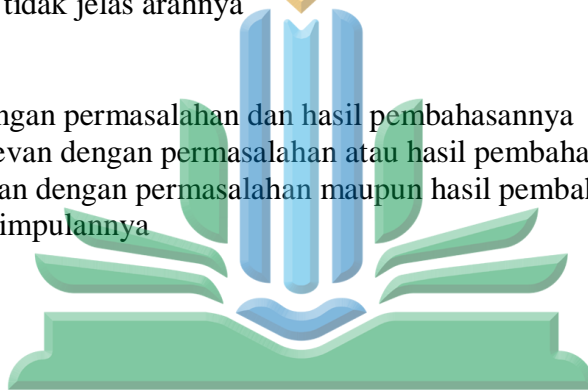 tidak jelas arahnya
ngan permasalahan dan hasil pembahasannya
evan dengan permasalahan atau hasil pembaha
an dengan permasalahan maupun hasil pembal
impulannya